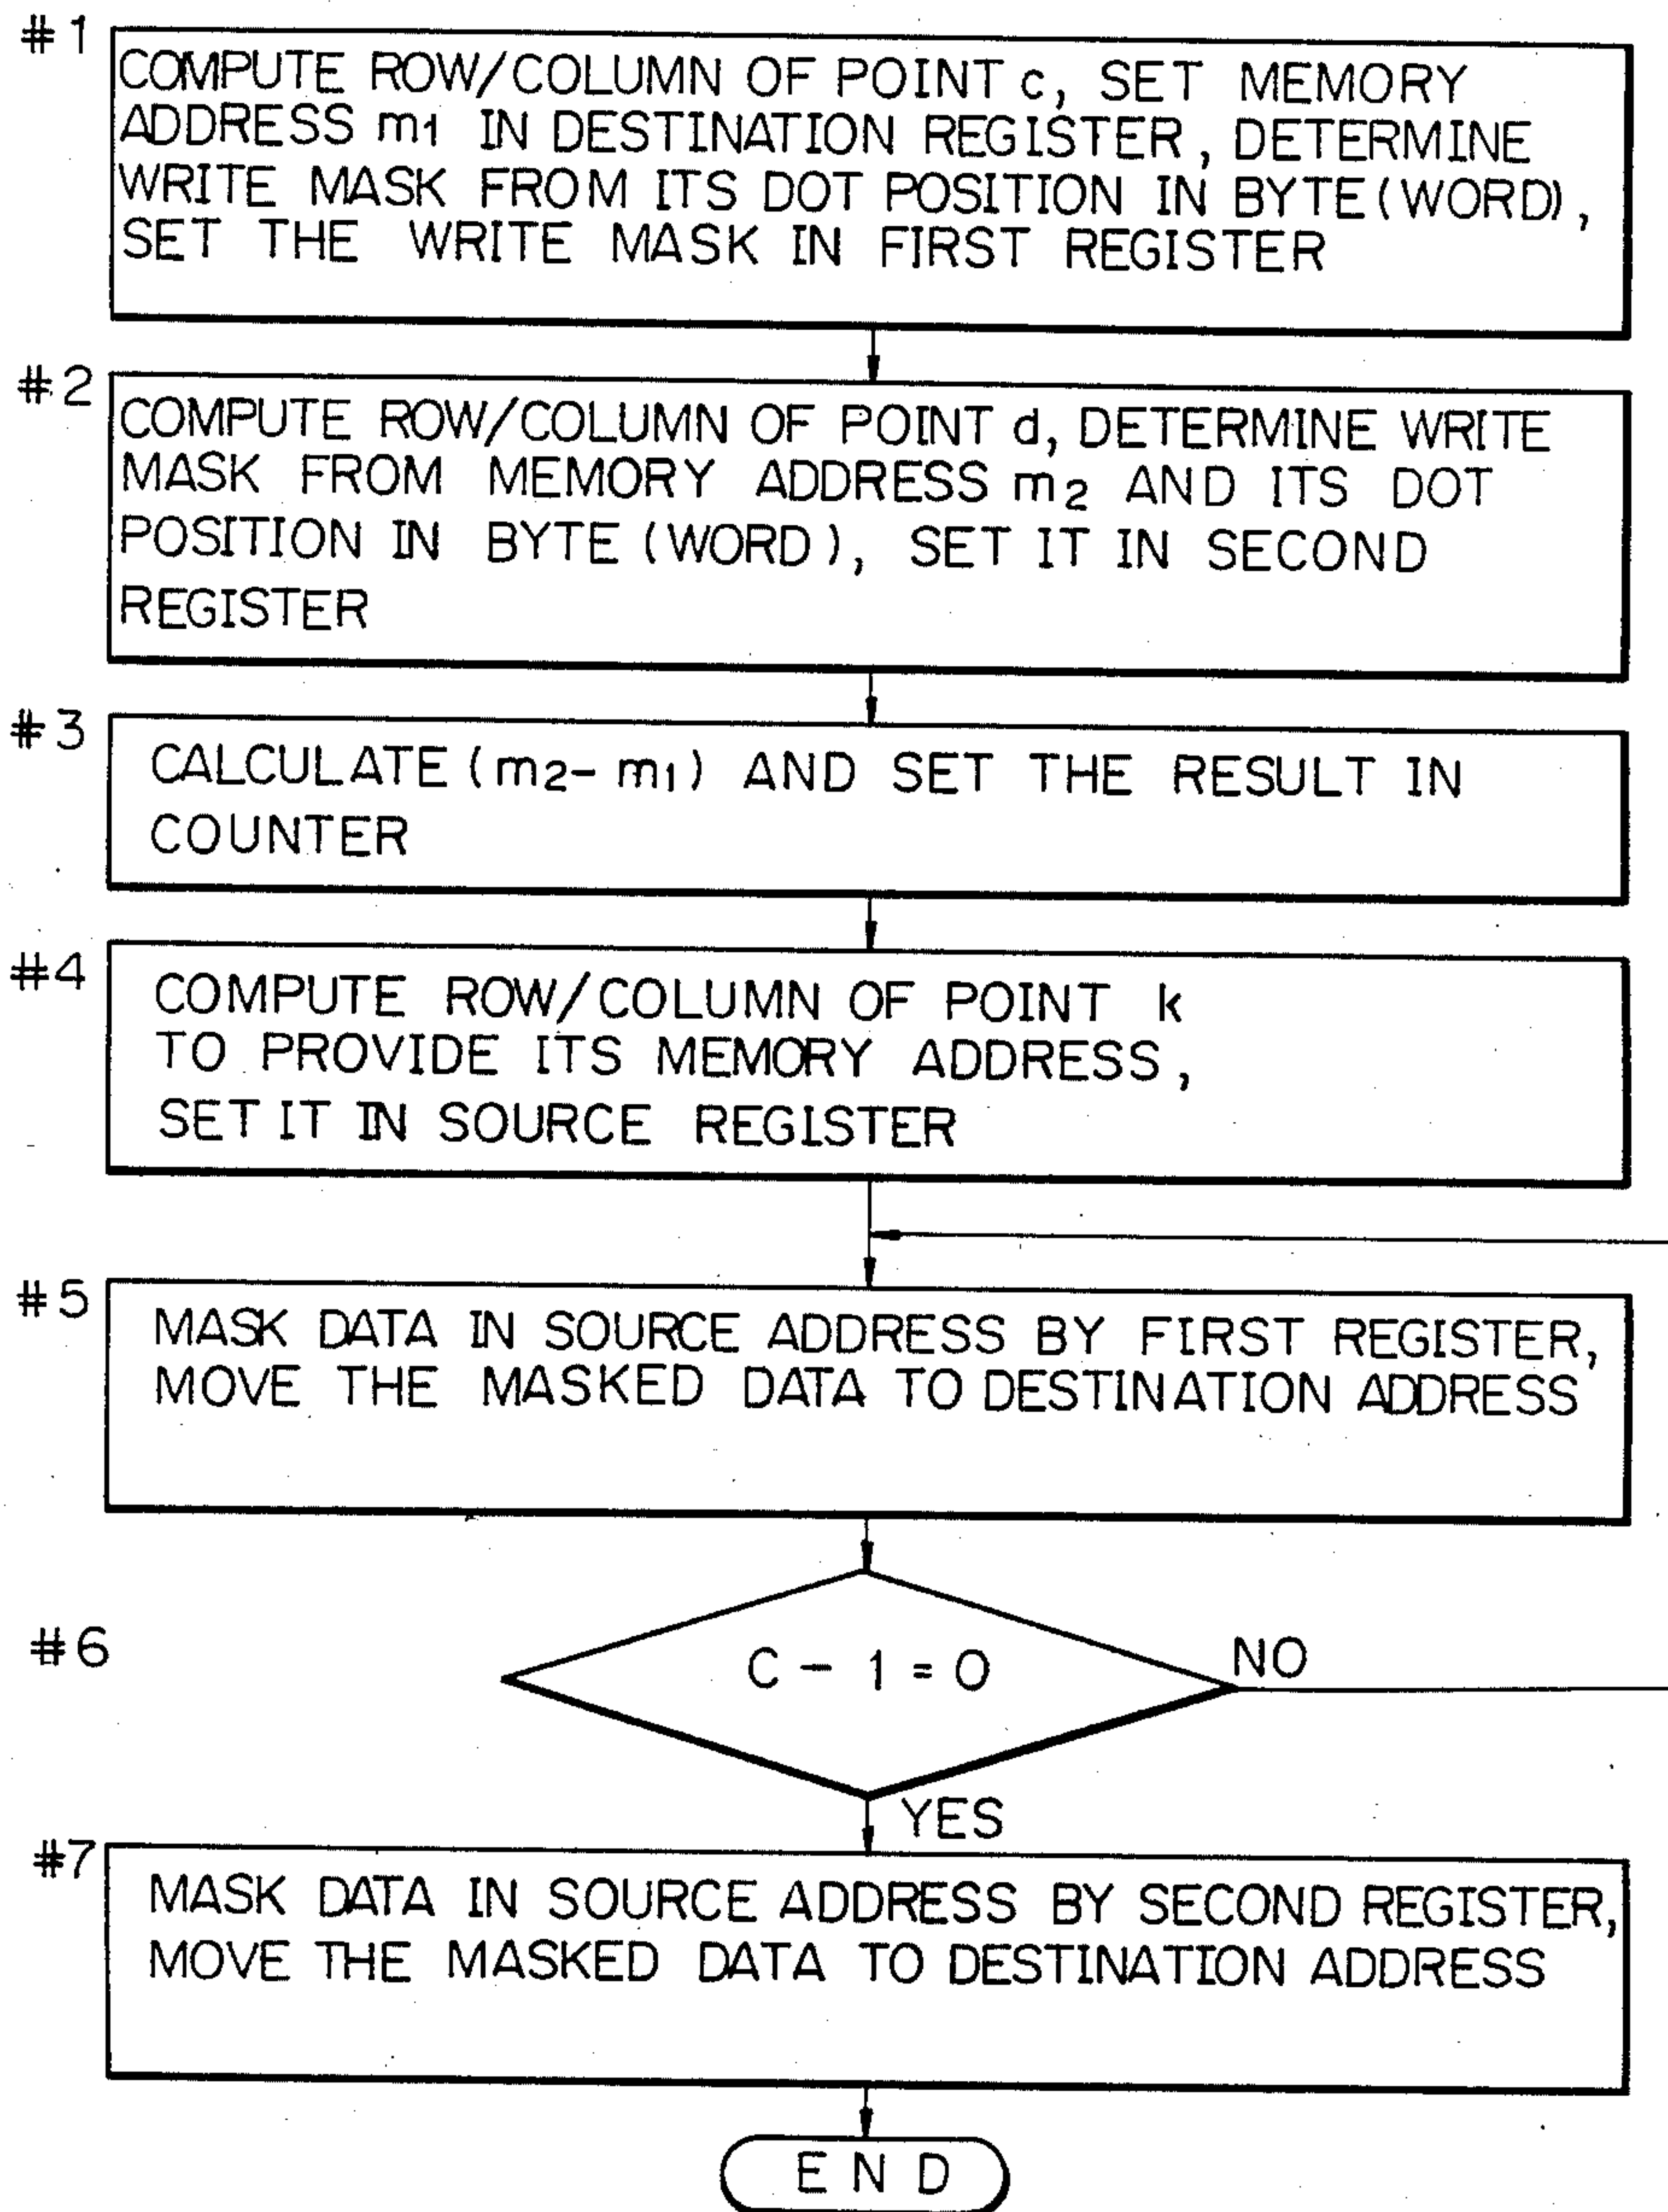 #1
COMPUTE ROW/COLUMN OF POINT c, SET MEMORY
ADDRESS m1 IN DESTINATION REGISTER, DETERMINE
WRITE MASK FROM ITS DOT POSITION IN BYTE (WORD),
SET THE WRITE MASK IN FIRST REGISTER
#2
COMPUTE ROW/COLUMN OF POINT d, DETERMINE WRITE
MASK FROM MEMORY ADDRESS m2 AND ITS DOT
POSITION IN BYTE (WORD), SET IT IN SECOND
REGISTER
#3
CALCULATE (m2- m1) AND SET THE RESULT IN
COUNTER
#4
COMPUTE ROW/COLUMN OF POINT k
TO PROVIDE ITS MEMORY ADDRESS,
SET IT IN SOURCE REGISTER
#5
MASK DATA IN SOURCE ADDRESS BY FIRST REGISTER,
MOVE THE MASKED DATA TO DESTINATION ADDRESS
#6
C - 1 = 0
NO
YES
#7
MASK DATA IN SOURCE ADDRESS BY SECOND REGISTER,
MOVE THE MASKED DATA TO DESTINATION ADDRESS
END